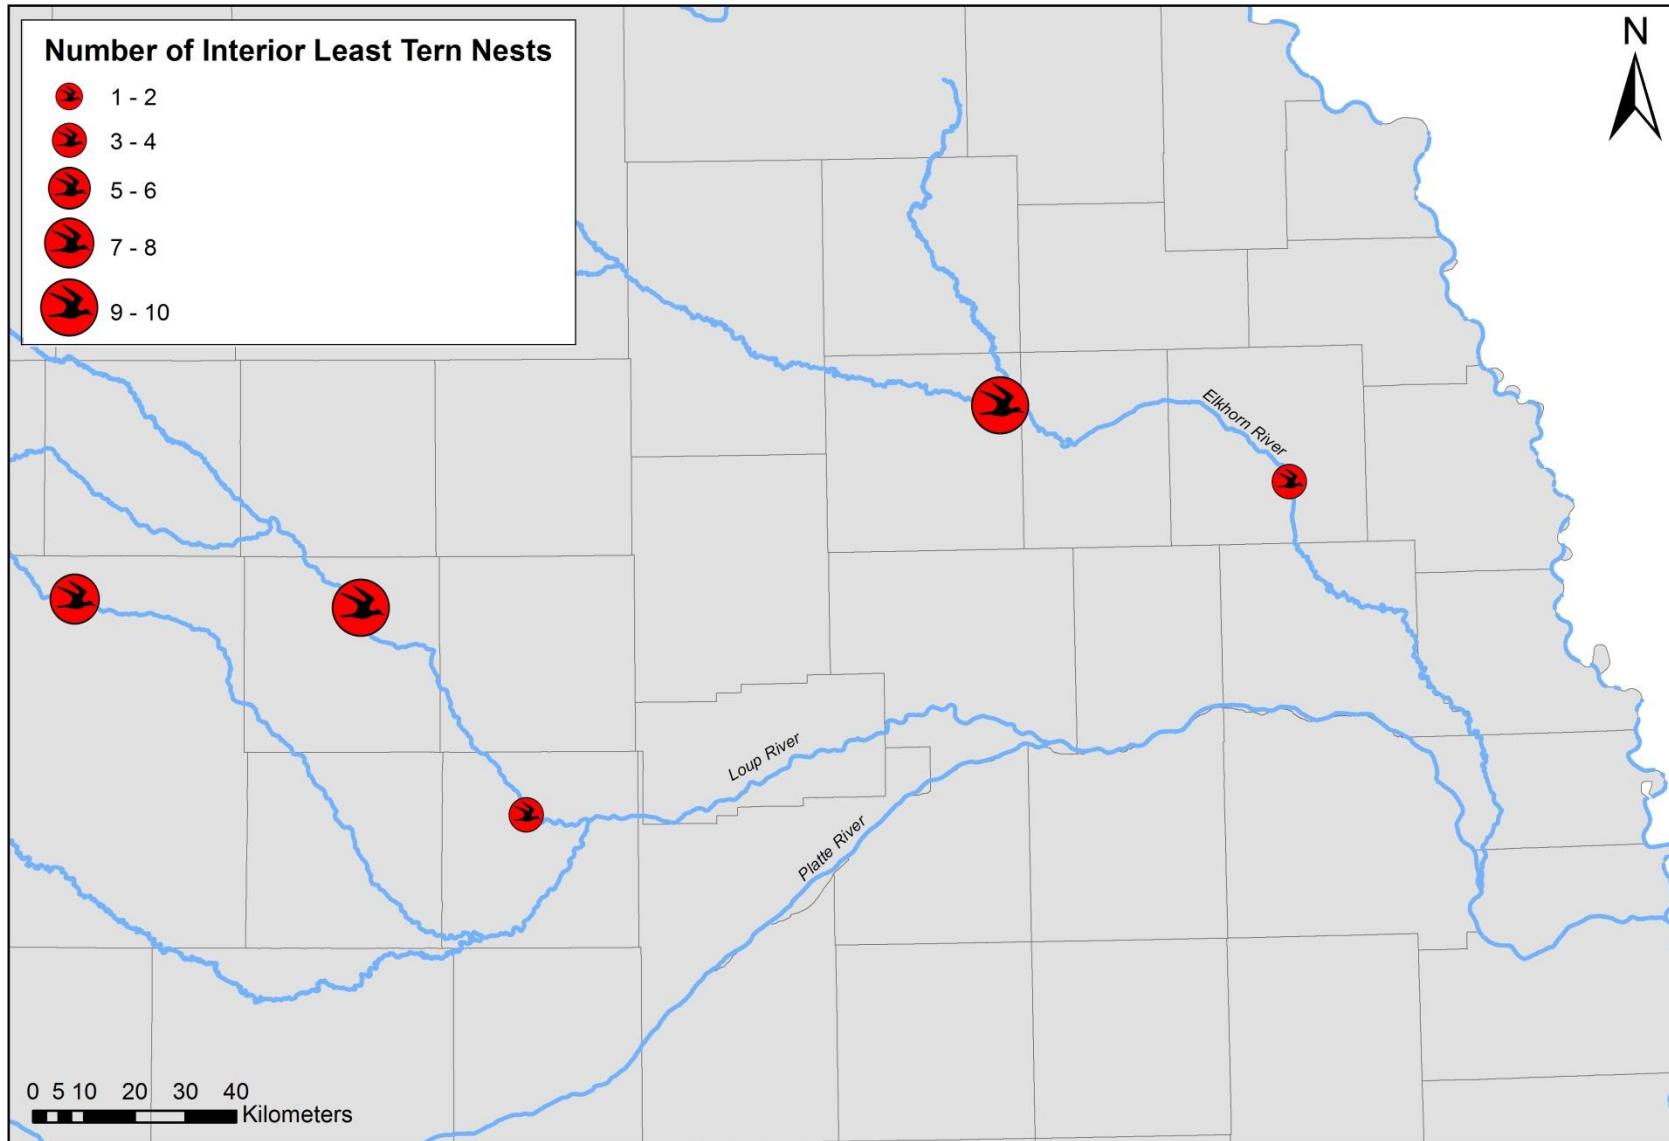 Number of Interior Least Tern Nests
1 - 2
3 - 4
5 - 6
7 - 8
9 - 10
N
Elkhorn River
Loup River
Platte River
0 5 10 20 30 40
Kilometers